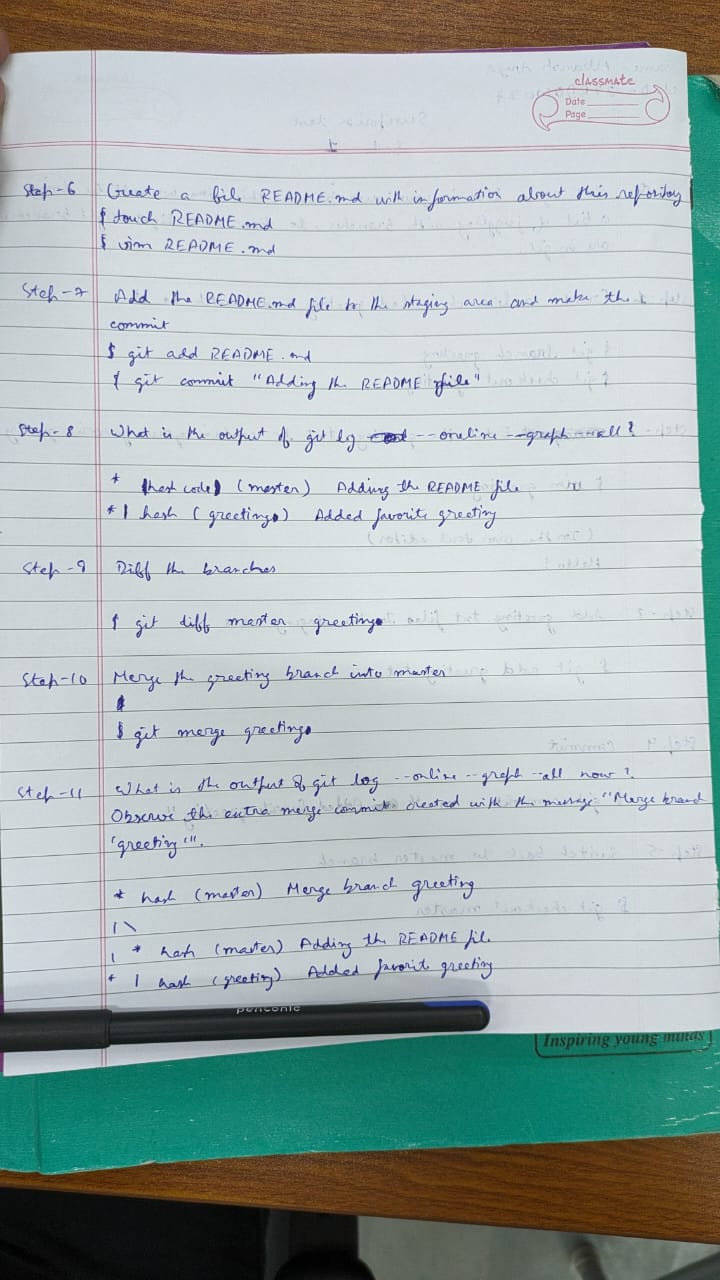 classmate
Date
Page
Step-6 Create a file README.md with information about this repository
$ touch README.md
$ vim README.md
Step-7 Add the README.md file to the staging area and make the
commit
$ git add README.md
$ git commit "Adding the README file"
Step-8 What is the output of git log --oneline --graph --all?
* hash code (master) Adding the README file
* | hash (greeting) Added favorite greeting
Step-9 Diff the branches
$ git diff master greeting
Step-10 Merge the greeting branch into master
$
$ git merge greeting
Step-11 What is the output of git log --online --graph --all now?
Observe the extra merge commit created with the message "Merge branch
'greeting'".
* hash (master) Merge branch greeting
|\
| * hash (master) Adding the README file
* | hash (greeting) Added favorit greeting
penconic
Inspiring young minds